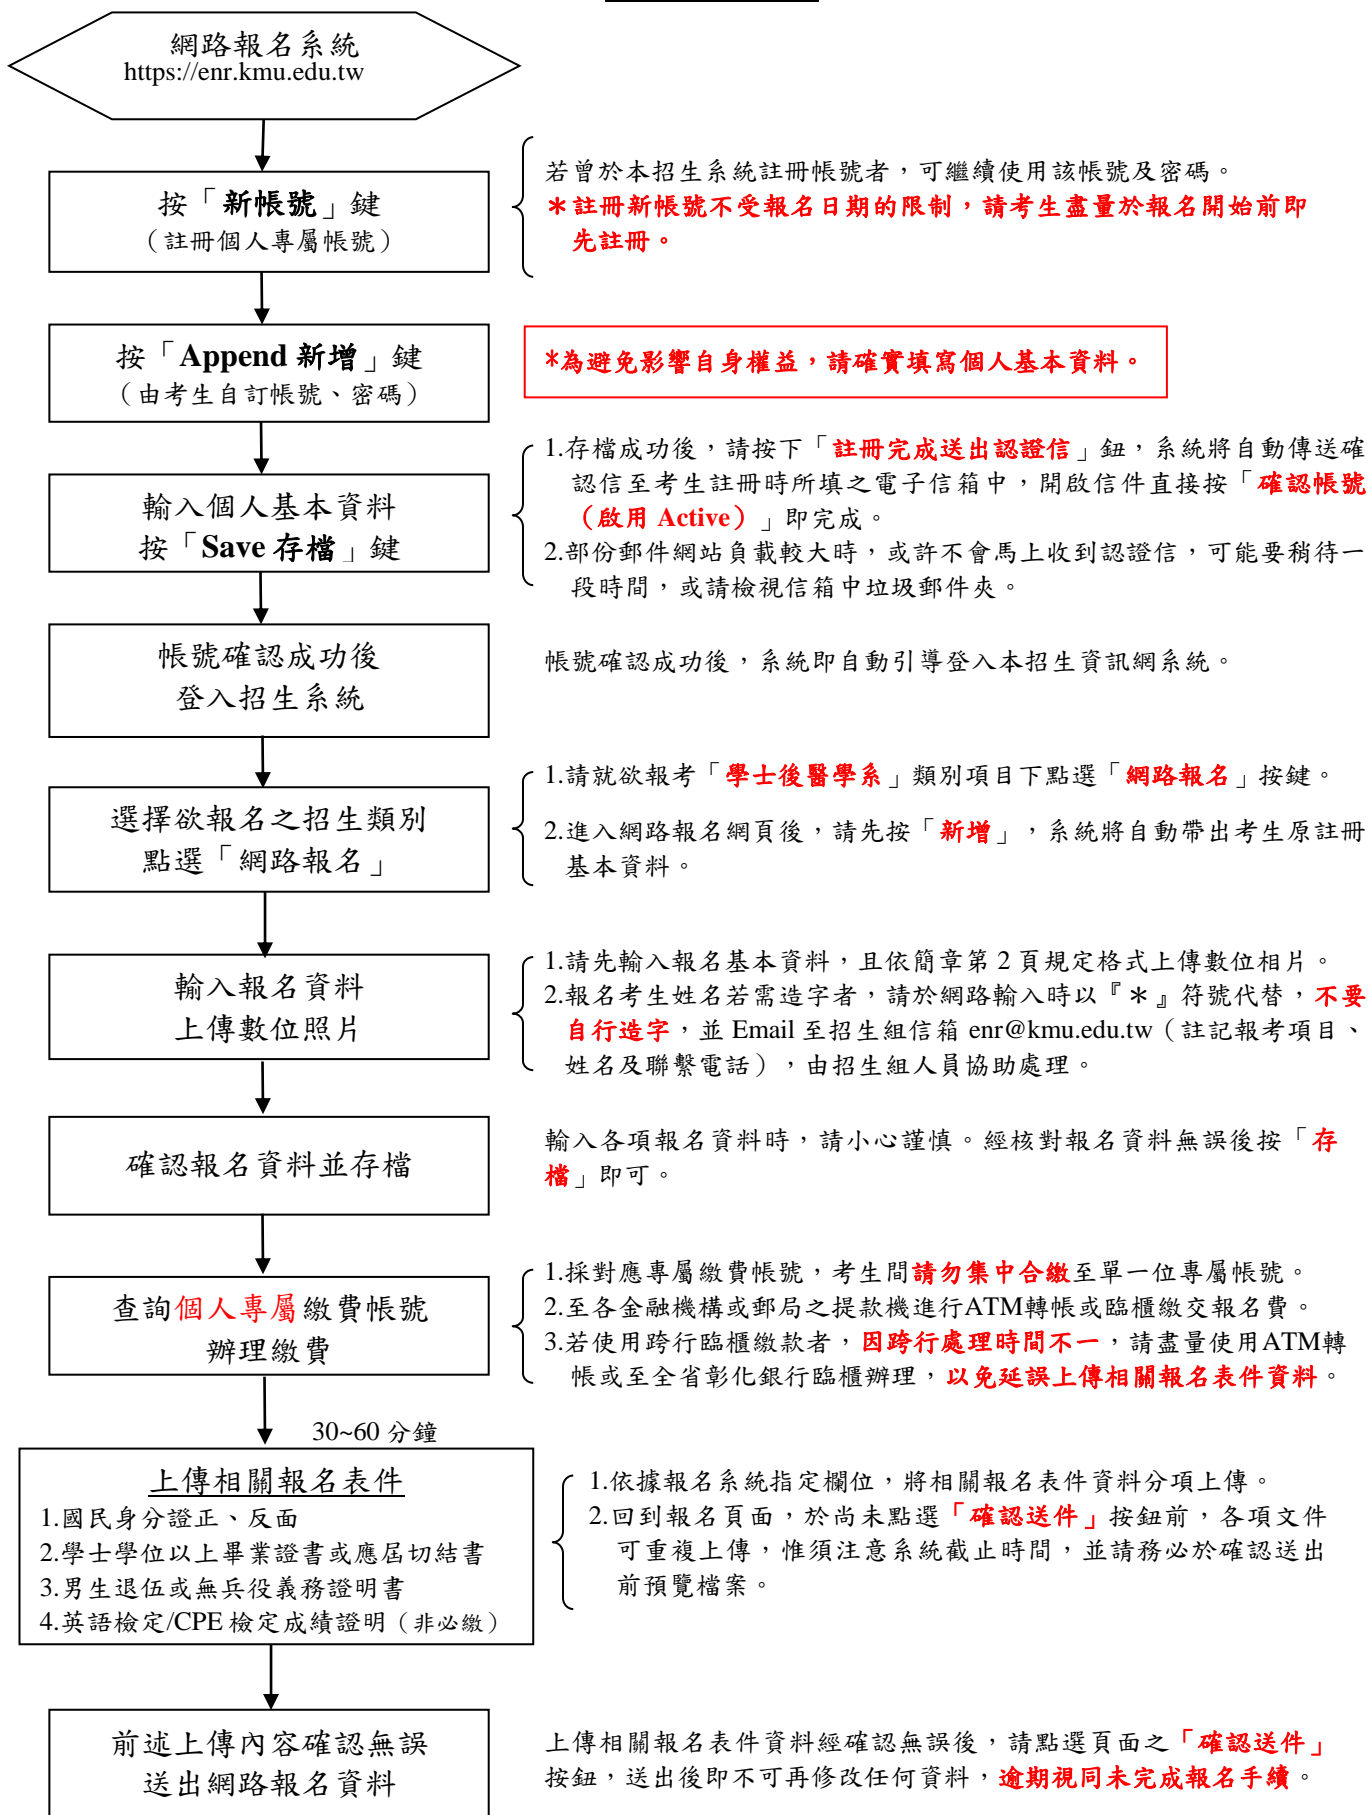 網路報名系統
https://enr.kmu.edu.tw
按「新帳號」鍵
（註冊個人專屬帳號）
若曾於本招生系統註冊帳號者，可繼續使用該帳號及密碼。
＊註冊新帳號不受報名日期的限制，請考生盡量於報名開始前即
先註冊。
按「Append 新增」鍵
（由考生自訂帳號、密碼）
*為避免影響自身權益，請確實填寫個人基本資料。
輸入個人基本資料
按「Save 存檔」鍵
1.存檔成功後，請按下「註冊完成送出認證信」鈕，系統將自動傳送確
認信至考生註冊時所填之電子信箱中，開啟信件直接按「確認帳號
（啟用 Active）」即完成。
2.部份郵件網站負載較大時，或許不會馬上收到認證信，可能要稍待一
段時間，或請檢視信箱中垃圾郵件夾。
帳號確認成功後
登入招生系統
帳號確認成功後，系統即自動引導登入本招生資訊網系統。
選擇欲報名之招生類別
點選「網路報名」
1.請就欲報考「學士後醫學系」類別項目下點選「網路報名」按鍵。
2.進入網路報名網頁後，請先按「新增」，系統將自動帶出考生原註冊
基本資料。
輸入報名資料
上傳數位照片
1.請先輸入報名基本資料，且依簡章第 2 頁規定格式上傳數位相片。
2.報名考生姓名若需造字者，請於網路輸入時以『＊』符號代替，不要
自行造字，並 Email 至招生組信箱 enr@kmu.edu.tw（註記報考項目、
姓名及聯繫電話），由招生組人員協助處理。
確認報名資料並存檔
輸入各項報名資料時，請小心謹慎。經核對報名資料無誤後按「存
檔」即可。
查詢個人專屬繳費帳號
辦理繳費
1.採對應專屬繳費帳號，考生間請勿集中合繳至單一位專屬帳號。
2.至各金融機構或郵局之提款機進行ATM轉帳或臨櫃繳交報名費。
3.若使用跨行臨櫃繳款者，因跨行處理時間不一，請盡量使用ATM轉
帳或至全省彰化銀行臨櫃辦理，以免延誤上傳相關報名表件資料。
30~60 分鐘
上傳相關報名表件
1.國民身分證正、反面
2.學士學位以上畢業證書或應屆切結書
3.男生退伍或無兵役義務證明書
4.英語檢定/CPE 檢定成績證明（非必繳）
1.依據報名系統指定欄位，將相關報名表件資料分項上傳。
2.回到報名頁面，於尚未點選「確認送件」按鈕前，各項文件
可重複上傳，惟須注意系統截止時間，並請務必於確認送出
前預覽檔案。
前述上傳內容確認無誤
送出網路報名資料
上傳相關報名表件資料經確認無誤後，請點選頁面之「確認送件」
按鈕，送出後即不可再修改任何資料，逾期視同未完成報名手續。